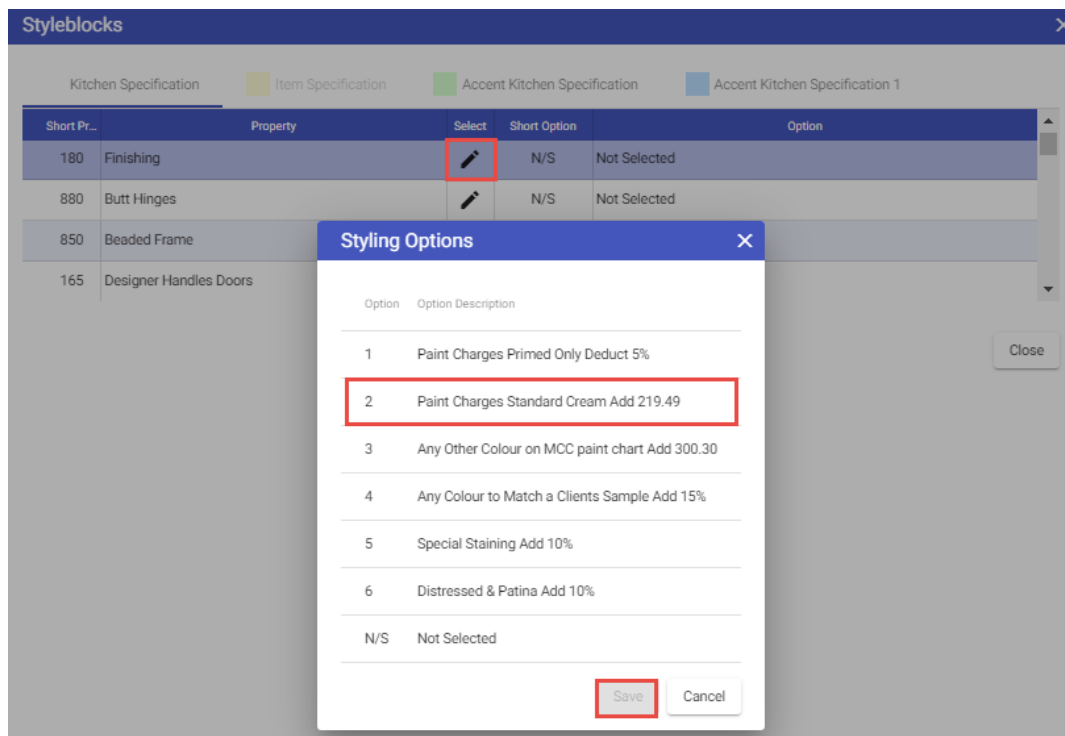 Styleblocks
Kitchen Specification Item Specification Accent Kitchen Specification Accent Kitchen Specification 1
Short Pr... Property Select Short Option Option
180 Finishing N/S Not Selected
880 Butt Hinges N/S Not Selected
850 Beaded Frame
165 Designer Handles Doors
Styling Options
Option Option Description
1 Paint Charges Primed Only Deduct 5%
2 Paint Charges Standard Cream Add 219.49
3 Any Other Colour on MCC paint chart Add 300.30
4 Any Colour to Match a Clients Sample Add 15%
5 Special Staining Add 10%
6 Distressed & Patina Add 10%
N/S Not Selected
Save Cancel
Close